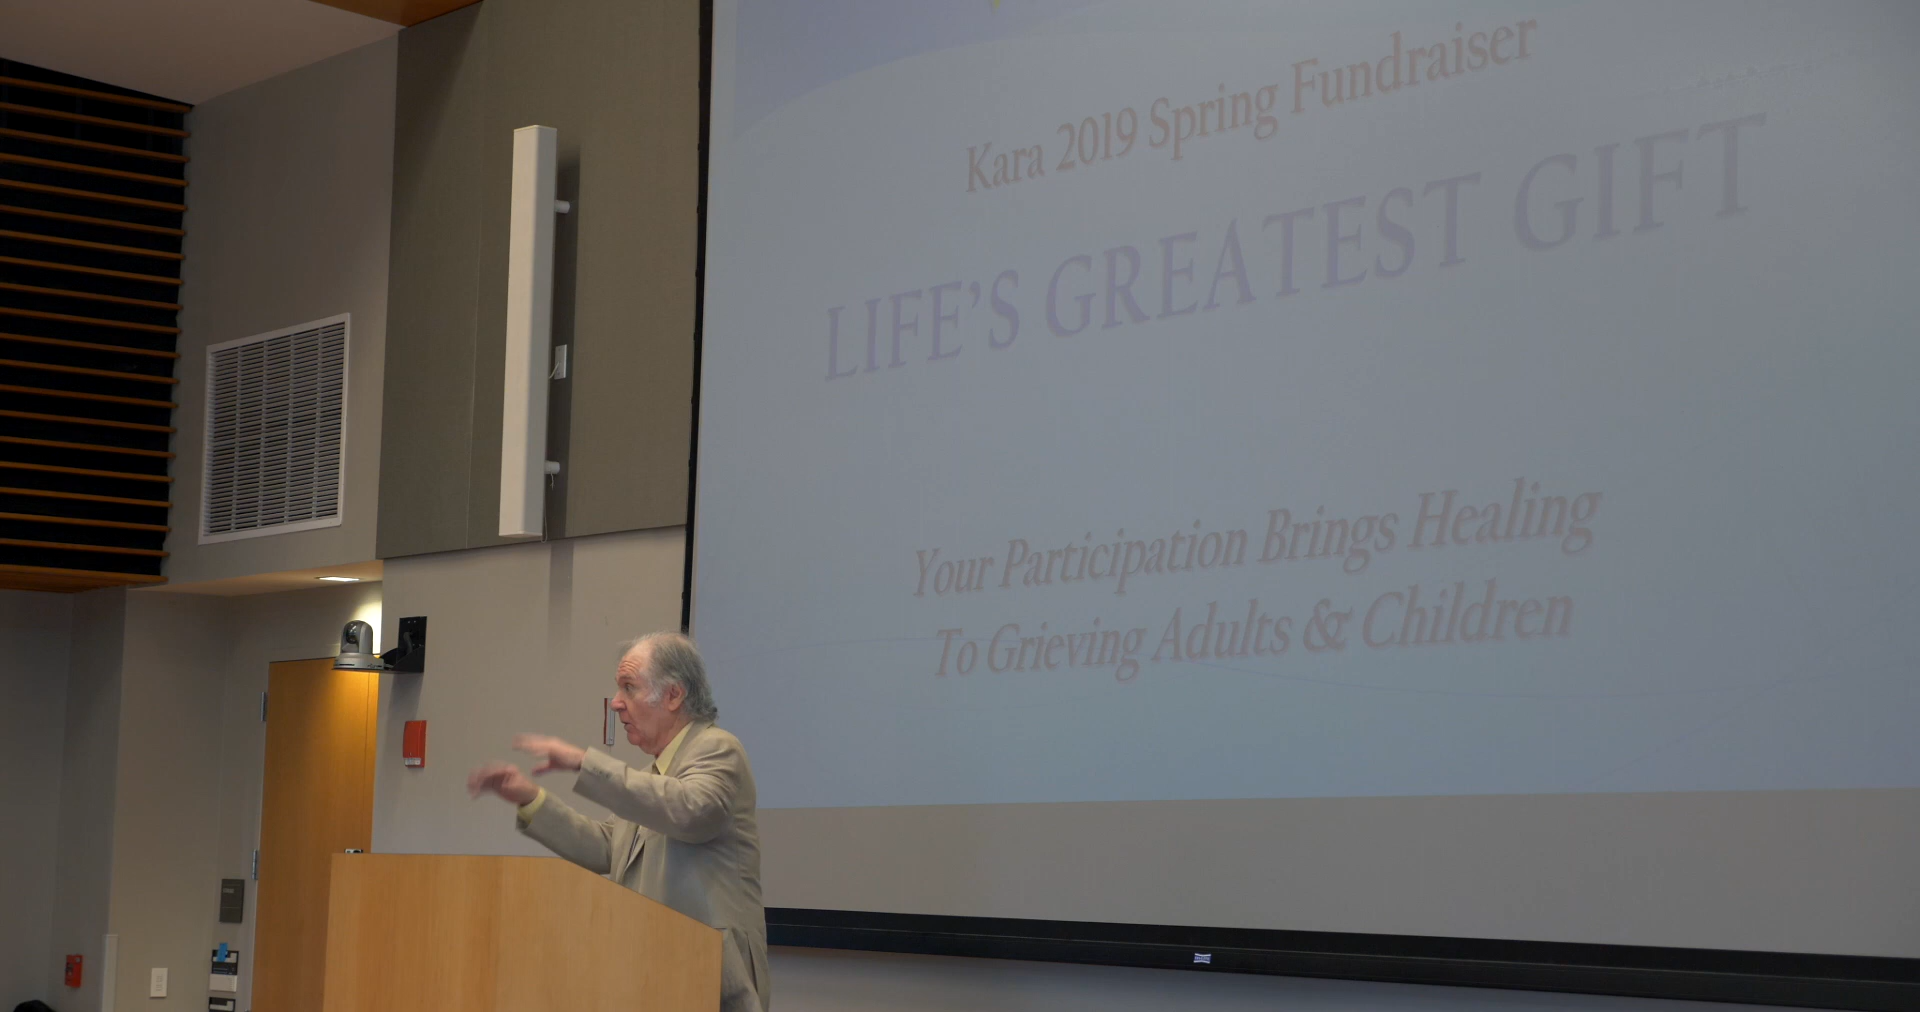 Kara 2019 Spring Fundraiser
LIFE'S GREATEST GIFT
Your Participation Brings Healing
To Grieving Adults & Children